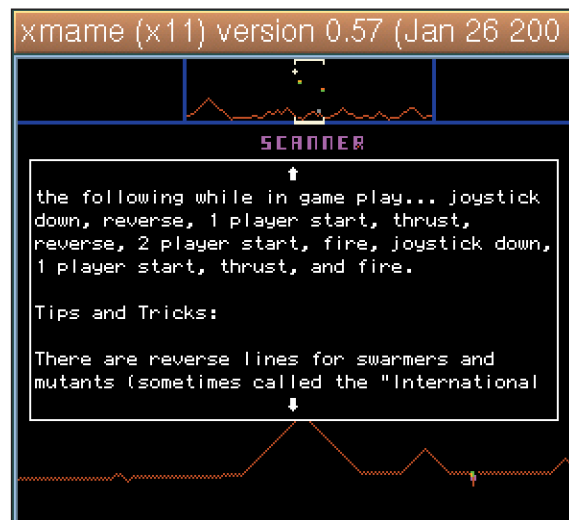 xmame (x11) version 0.57 (Jan 26 200
SCANNER
the following while in game play... joystick
down, reverse, 1 player start, thrust,
reverse, 2 player start, fire, joystick down,
1 player start, thrust, and fire.
Tips and Tricks:
There are reverse lines for swarmers and
mutants (sometimes called the "International